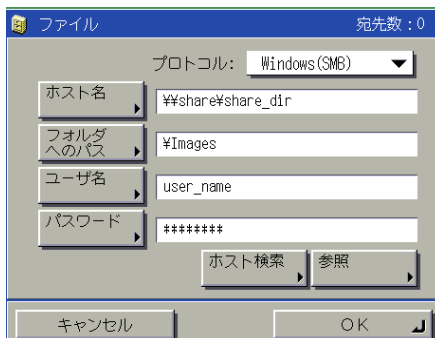 ファイル 宛先数:0
プロトコル: Windows(SMB)
ホスト名 ¥¥share¥share_dir
フォルダ
へのパス ¥Images
ユーザ名 user_name
パスワード ********
ホスト検索 参照
キャンセル OK